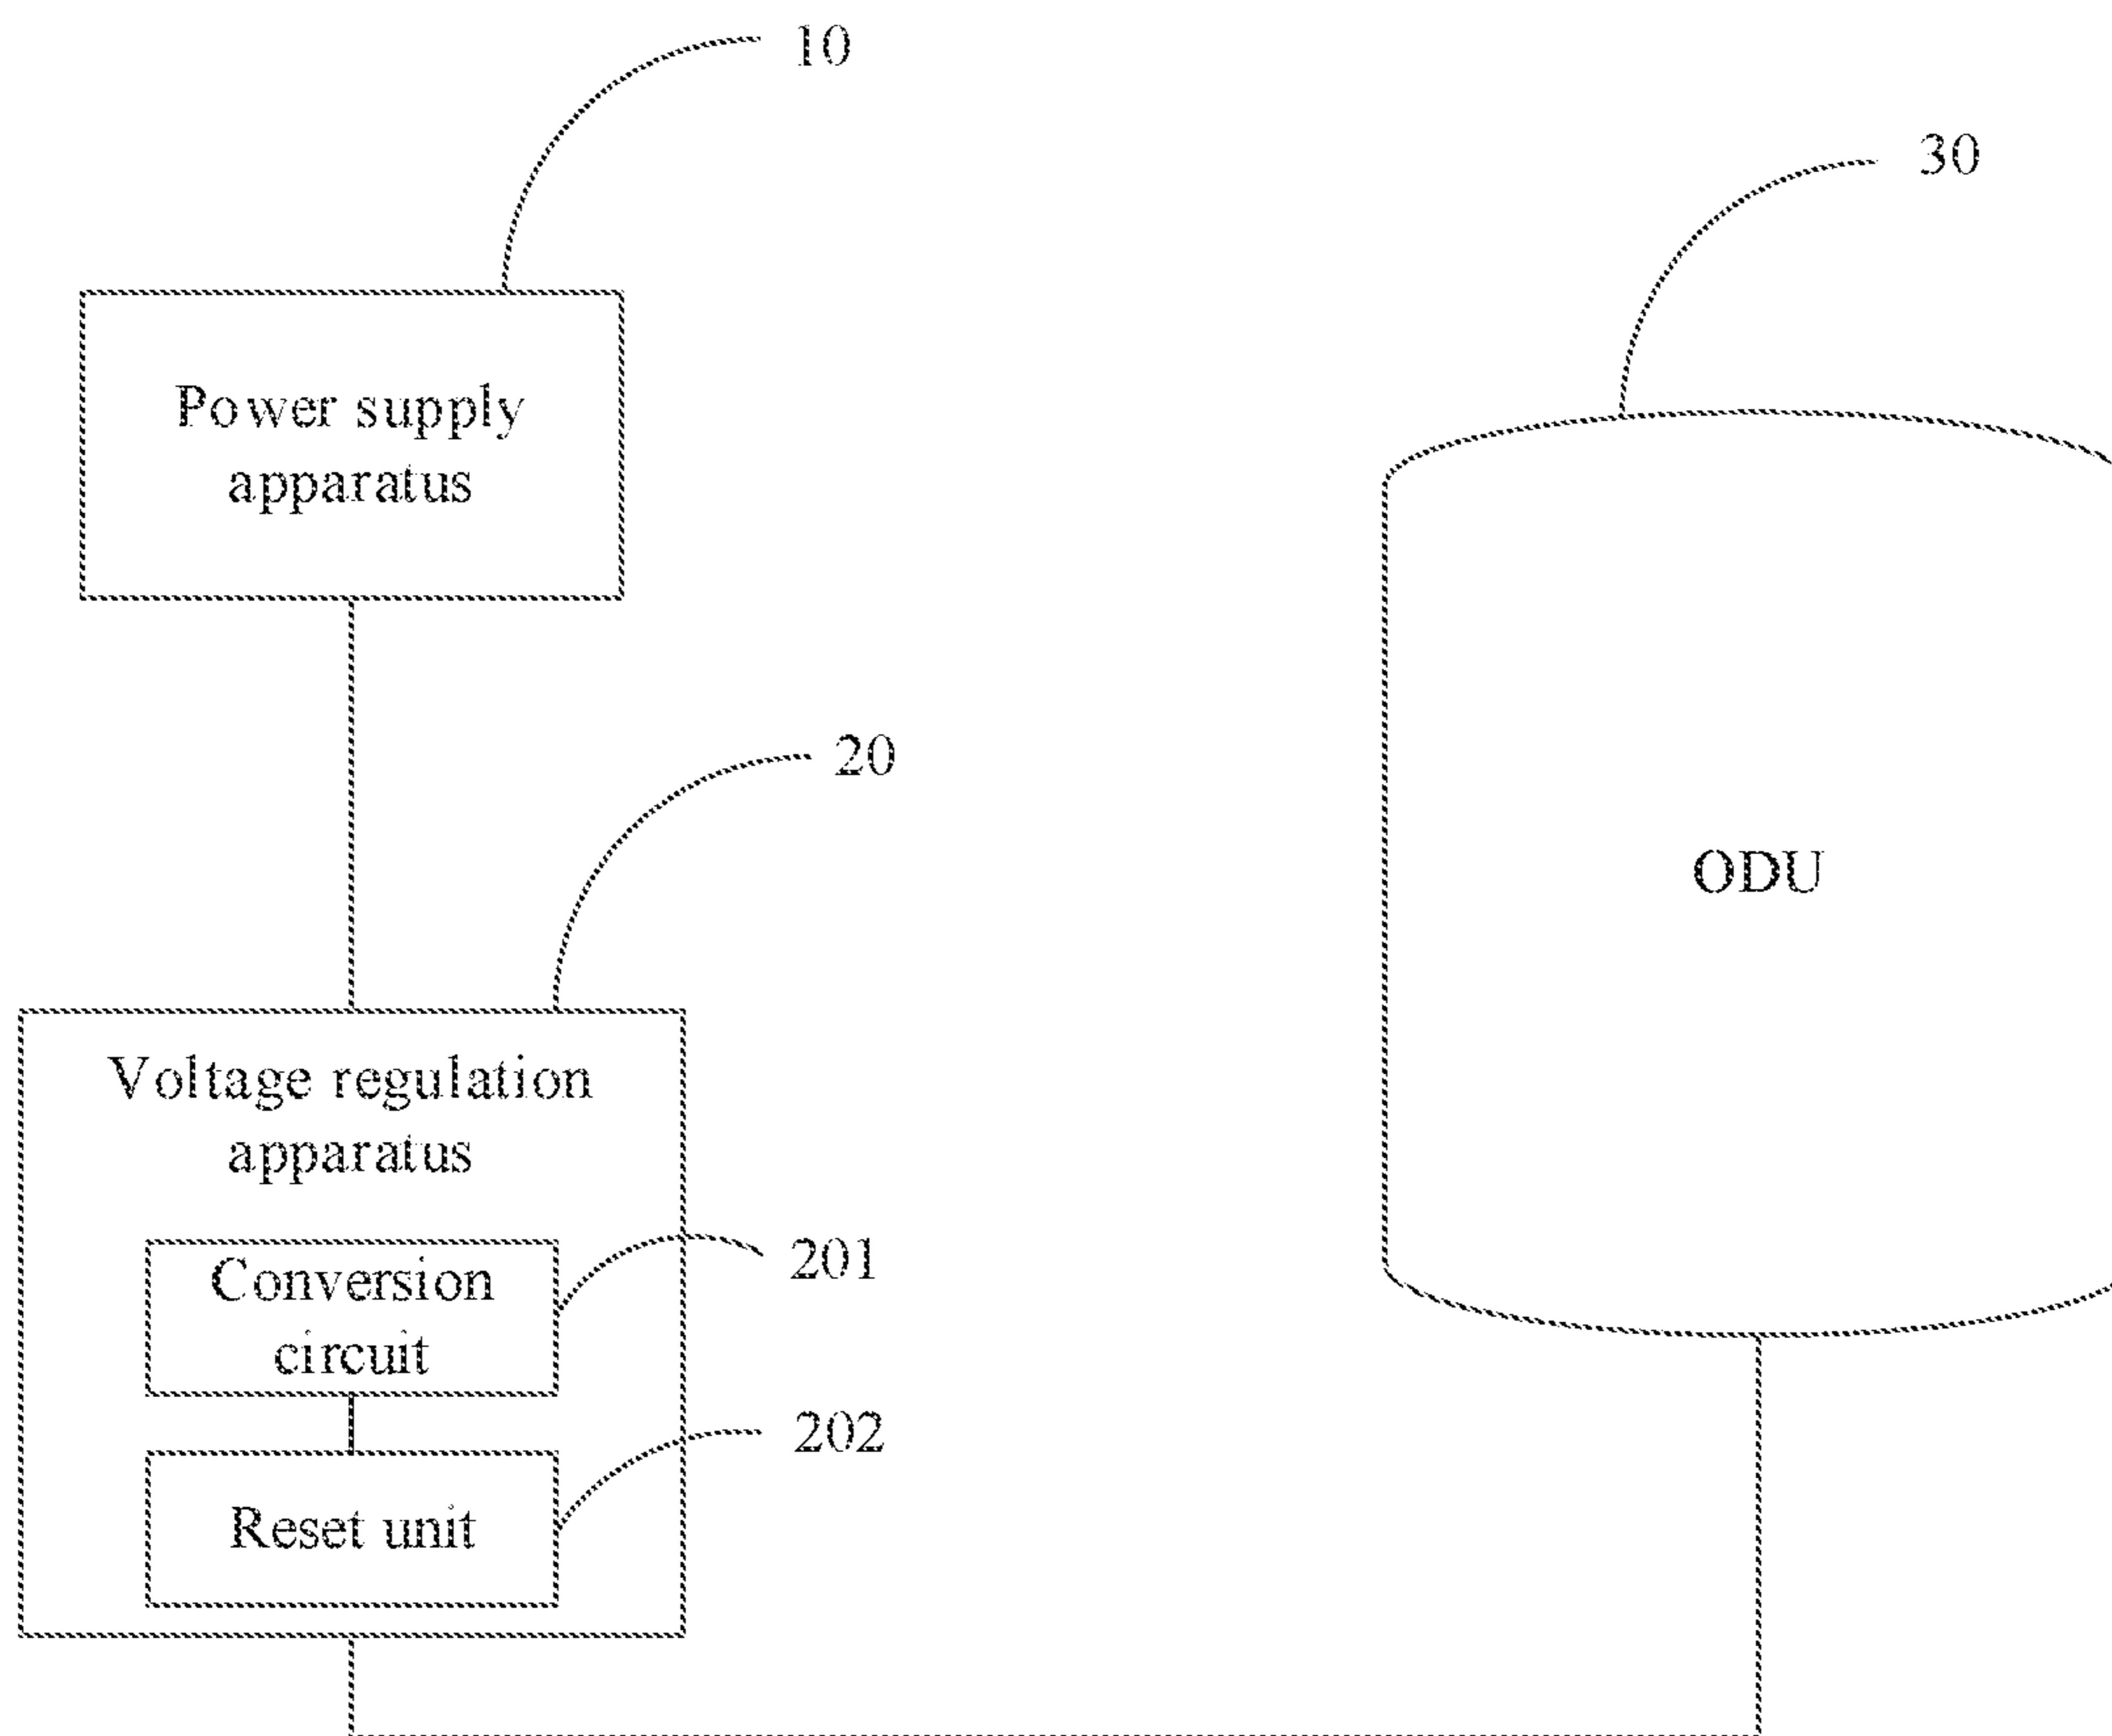 10
30
Power supply
apparatus
20
ODU
Voltage regulation
apparatus
Conversion
circuit
201
202
Reset unit